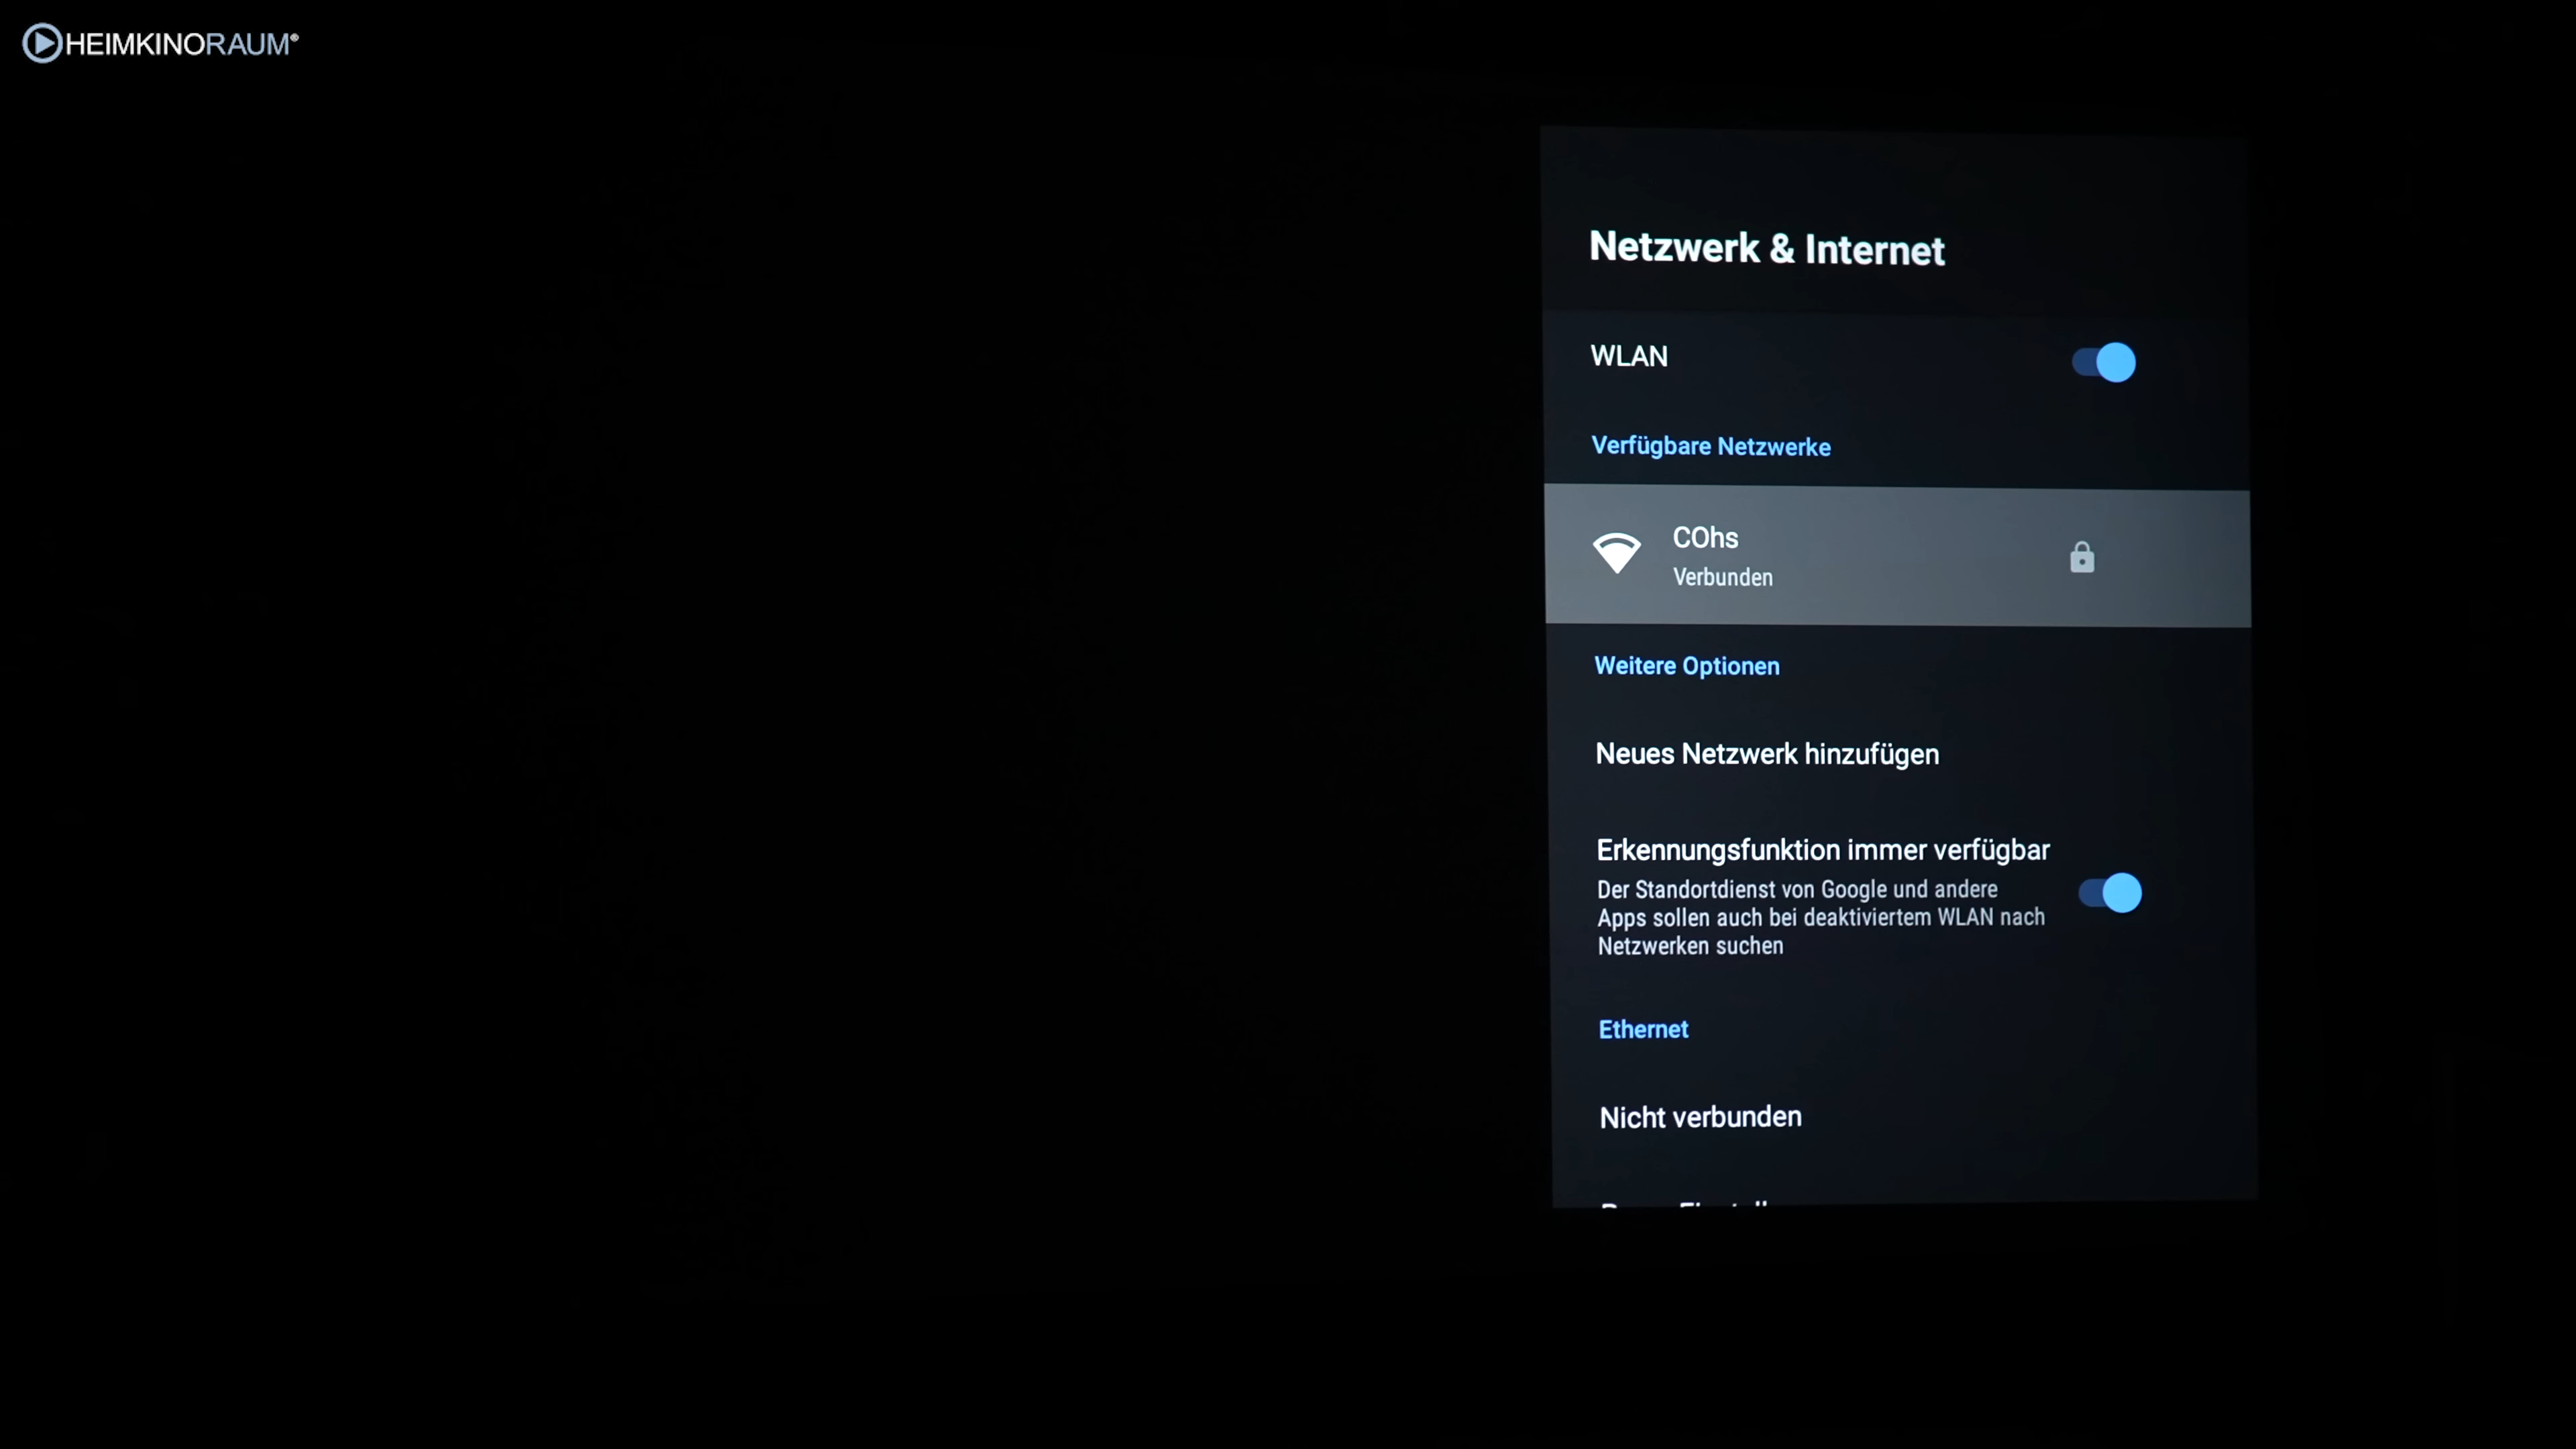 HEIMKINORAUM®
Netzwerk & Internet
WLAN
Verfügbare Netzwerke
COhs
Verbunden
Weitere Optionen
Neues Netzwerk hinzufügen
Erkennungsfunktion immer verfügbar
Der Standortdienst von Google und andere
Apps sollen auch bei deaktiviertem WLAN nach
Netzwerken suchen
Ethernet
Nicht verbunden